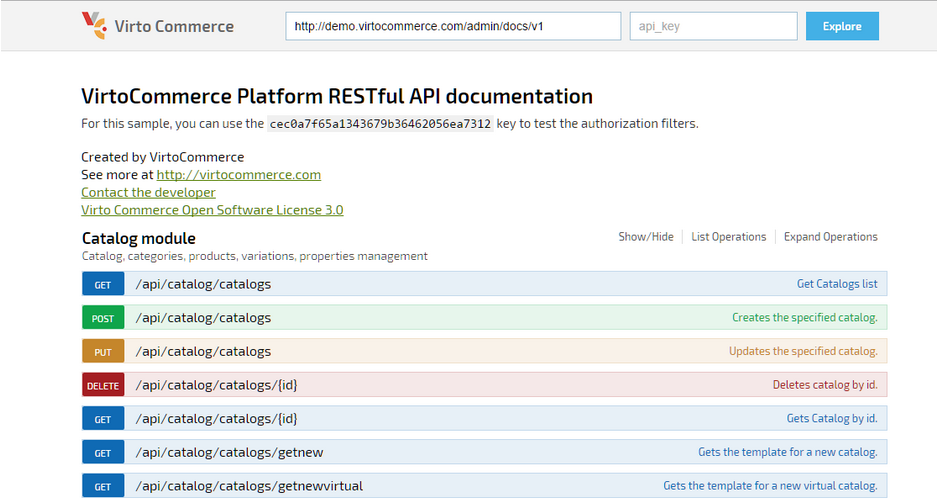 Virto Commerce http://demo.virtocommerce.com/admin/docs/v1 api_key Explore
VirtoCommerce Platform RESTful API documentation
For this sample, you can use the cec0a7f65a1343679b36462056ea7312 key to test the authorization filters.
Created by VirtoCommerce
See more at http://virtocommerce.com
Contact the developer
Virto Commerce Open Software License 3.0
Catalog module Show/Hide List Operations Expand Operations
Catalog, categories, products, variations, properties management
GET /api/catalog/catalogs Get Catalogs list
POST /api/catalog/catalogs Creates the specified catalog.
PUT /api/catalog/catalogs Updates the specified catalog.
DELETE /api/catalog/catalogs/{id} Deletes catalog by id.
GET /api/catalog/catalogs/{id} Gets Catalog by id.
GET /api/catalog/catalogs/getnew Gets the template for a new catalog.
GET /api/catalog/catalogs/getnewvirtual Gets the template for a new virtual catalog.